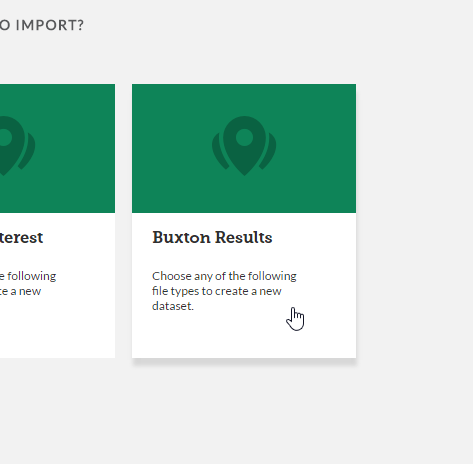 O IMPORT?
terest
e following
te a new
Buxton Results
Choose any of the following
file types to create a new
dataset.